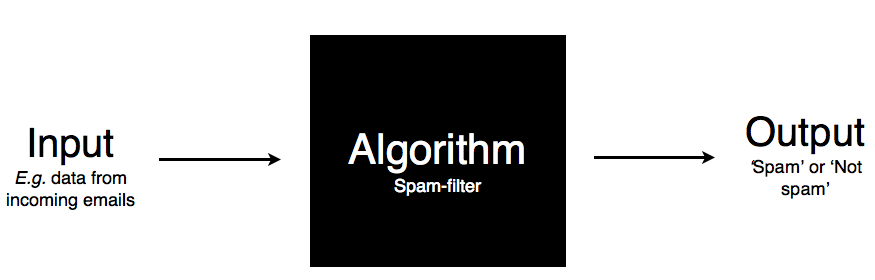 Input
E.g. data from
incoming emails
Algorithm
Spam-filter
Output
‘Spam’ or ‘Not
spam’